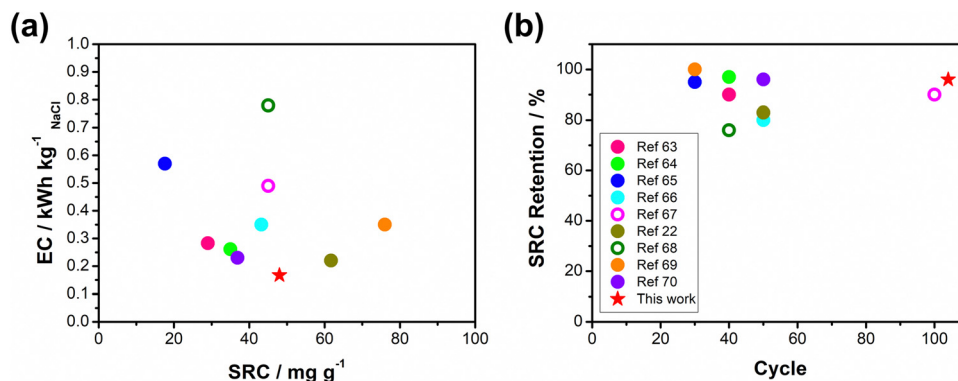 (a)
EC / kWh kg⁻¹ NaCl
1.0
0.9
0.8
0.7
0.6
0.5
0.4
0.3
0.2
0.1
0.0
0 20 40 60 80 100
SRC / mg g⁻¹
(b)
SRC Retention / %
100
80
60
40
20
0
Ref 63
Ref 64
Ref 65
Ref 66
Ref 67
Ref 22
Ref 68
Ref 69
Ref 70
This work
0 20 40 60 80 100
Cycle